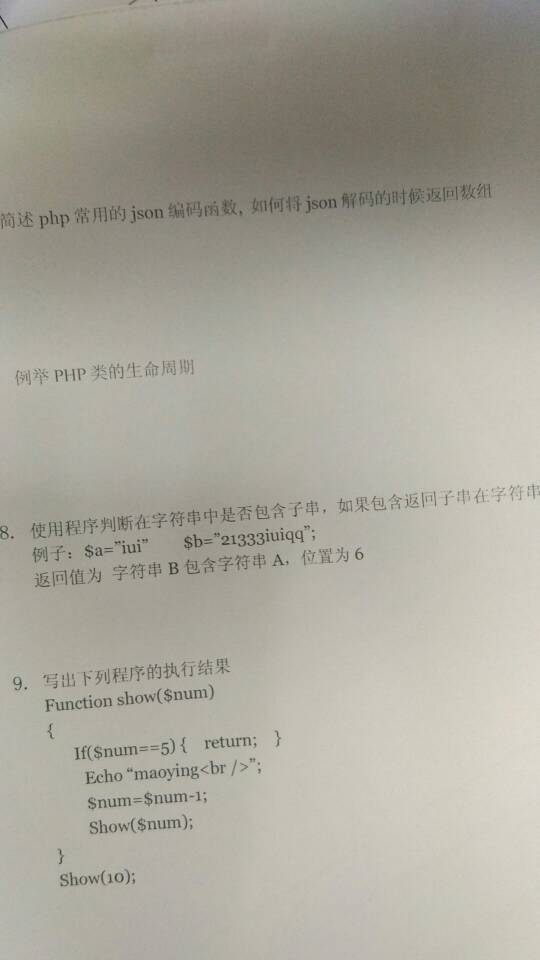 简述 php 常用的 json 编码函数, 如何将 json 解码的时候返回数组
例举 PHP 类的生命周期
8. 使用程序判断在字符串中是否包含子串，如果包含返回子串在字符串
例子：$a=”iui” $b=”21333iuiqq”;
返回值为 字符串 B 包含字符串 A，位置为 6
9. 写出下列程序的执行结果
Function show($num)
{
If($num==5) { return; }
Echo “maoying<br />”;
$num=$num-1;
Show($num);
}
Show(10);